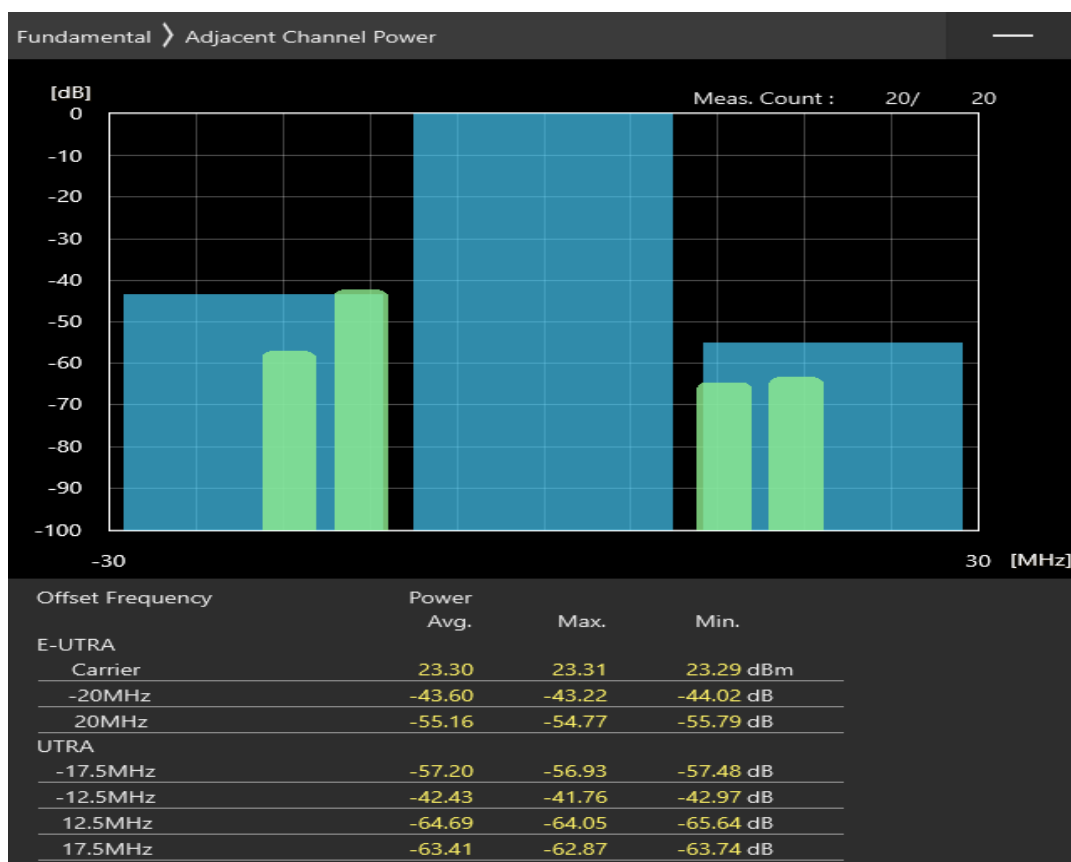 Fundamental ❯ Adjacent Channel Power
[dB]
Meas. Count : 20/ 20
0
-10
-20
-30
-40
-50
-60
-70
-80
-90
-100
-30 30 [MHz]
Offset Frequency Power
Avg. Max. Min.
E-UTRA
Carrier 23.30 23.31 23.29 dBm
-20MHz -43.60 -43.22 -44.02 dB
20MHz -55.16 -54.77 -55.79 dB
UTRA
-17.5MHz -57.20 -56.93 -57.48 dB
-12.5MHz -42.43 -41.76 -42.97 dB
12.5MHz -64.69 -64.05 -65.64 dB
17.5MHz -63.41 -62.87 -63.74 dB